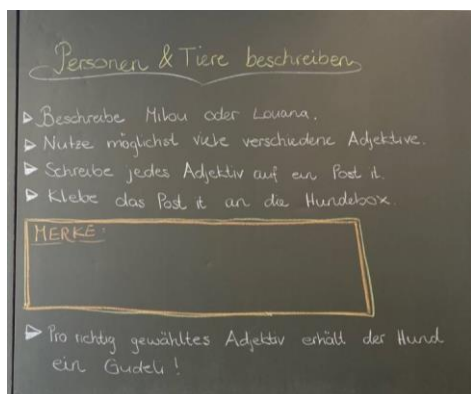 Personen & Tiere beschreiben
Beschreibe Milou oder Louana.
Nutze möglichst viele verschiedene Adjektive.
Schreibe jedes Adjektiv auf ein Post it.
Klebe das Post it an die Hundebox.
MERKE:
Pro richtig gewähltes Adjektiv erhält der Hund
ein Gudeli!